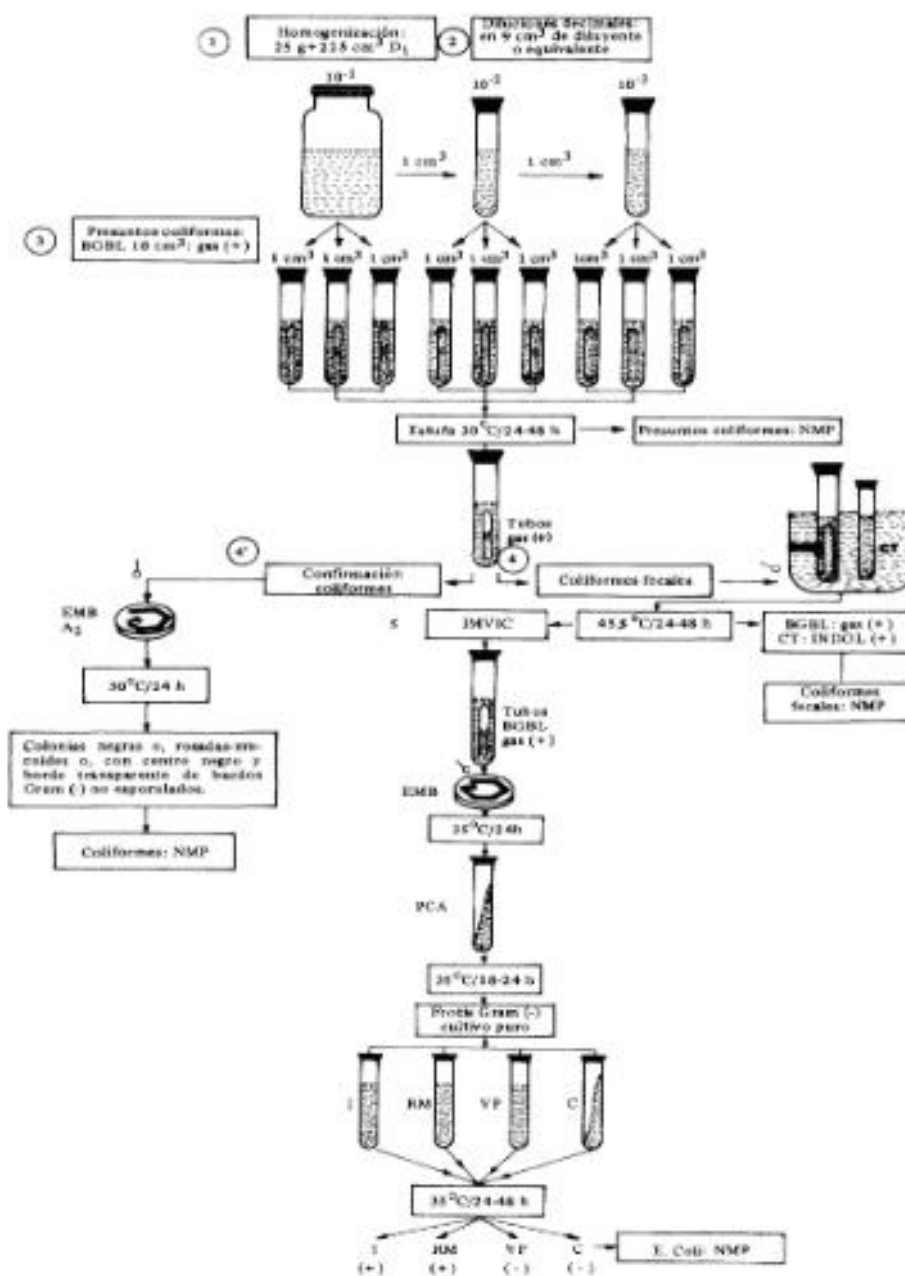 1
Homogenización:
25 g+225 cm³ D₁
2
Diluciones decimales:
en 9 cm³ de diluyente
o equivalente
10⁻¹
10⁻²
10⁻³
1 cm³
1 cm³
3
Presuntos coliformes:
BGBL 10 cm³: gas (+)
1 cm³
1 cm³
1 cm³
1 cm³
1 cm³
1 cm³
1cm³
1 cm³
1 cm³
Estufa 30°C/24-48 h
Presuntos coliformes: NMP
Tubos
gas (+)
4'
4
Confirmación
coliformes
Coliformes fecales
CT
EMB
A₂
5
IMVIC
45,5 °C/24-48 h
BGBL: gas (+)
CT: INDOL (+)
30°C/24 h
Coliformes
fecales: NMP
Tubos
BGBL
gas (+)
Colonias negras o, rosadas-mu-
coides o, con centro negro y
borde transparente de bacilos
Gram (-) no esporulados.
EMB
35°C/24h
Coliformes: NMP
PCA
35°C/18-24 h
Frotis Gram (-)
cultivo puro
I
RM
VP
C
35°C/24-48 h
I
RM
VP
C
E. Coli: NMP
(+)
(+)
(-)
(-)